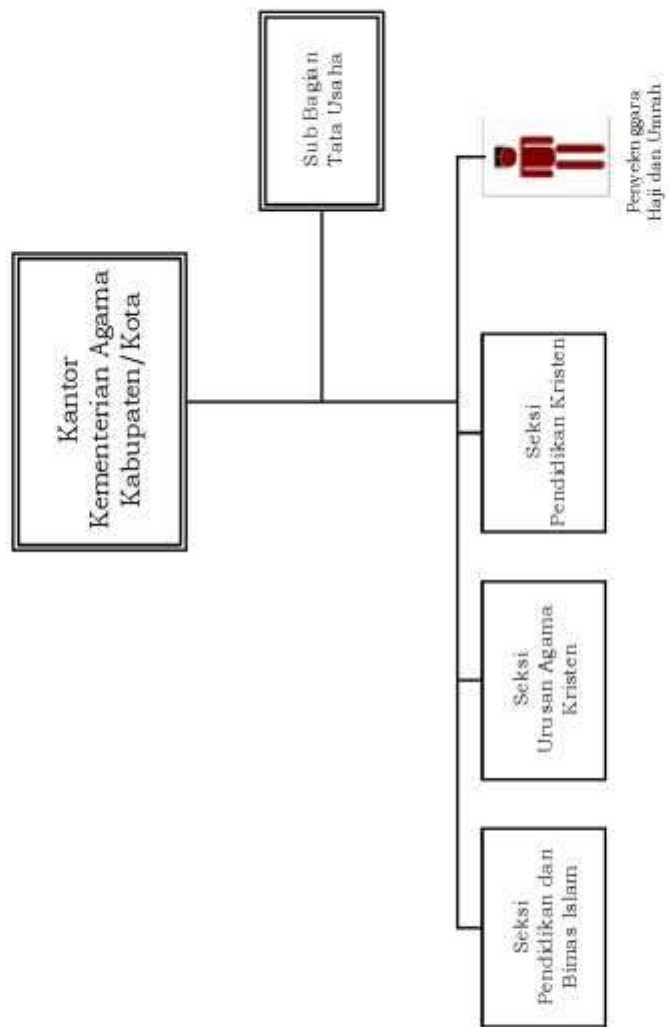 Kantor
Kementerian Agama
Kabupaten/Kota
Sub Bagian
Tata Usaha
Seksi
Pendidikan dan
Bimas Islam
Seksi
Urusan Agama
Kristen
Seksi
Pendidikan Kristen
Penyelenggara
Haji dan Umrah